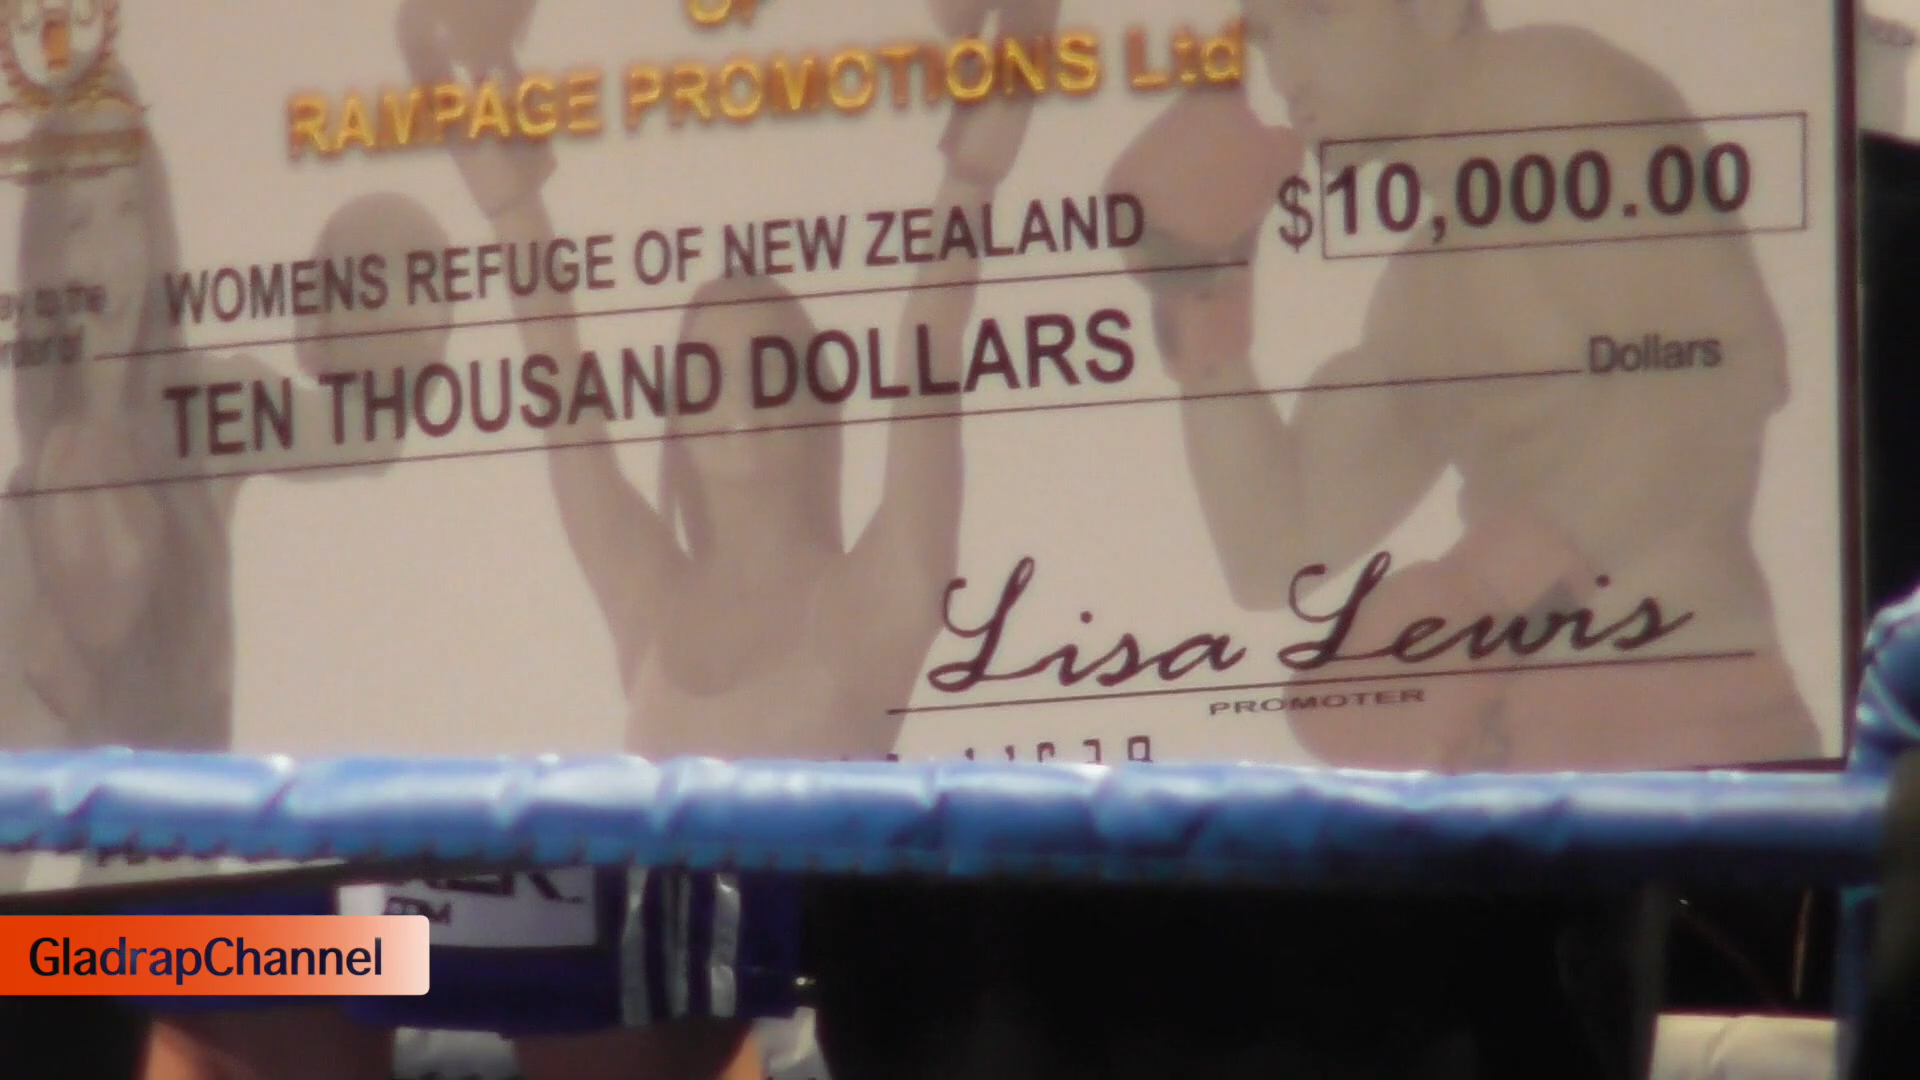 OF
RAMPAGE PROMOTIONS Ltd
WOMENS REFUGE OF NEW ZEALAND
$10,000.00
TEN THOUSAND DOLLARS
Dollars
Lisa Lewis
PROMOTER
GladrapChannel